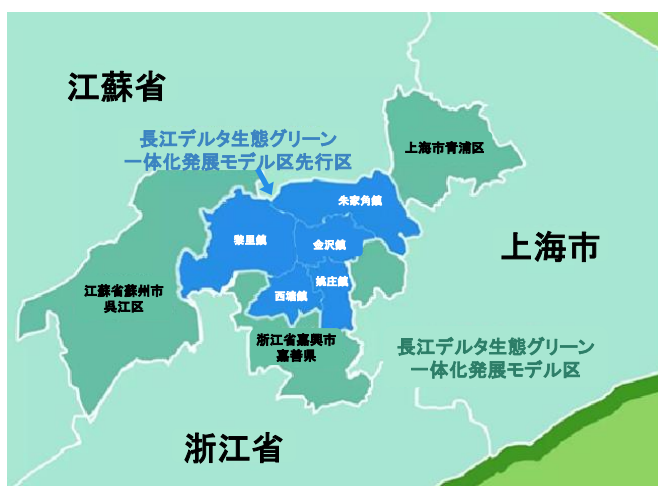 江蘇省
長江デルタ生態グリーン
一体化発展モデル区先行区
上海市青浦区
朱家角鎮
黎里鎮
金沢鎮
上海市
姚庄鎮
江蘇省蘇州市
呉江区
西塘鎮
浙江省嘉興市
嘉善県
長江デルタ生態グリーン
一体化発展モデル区
浙江省